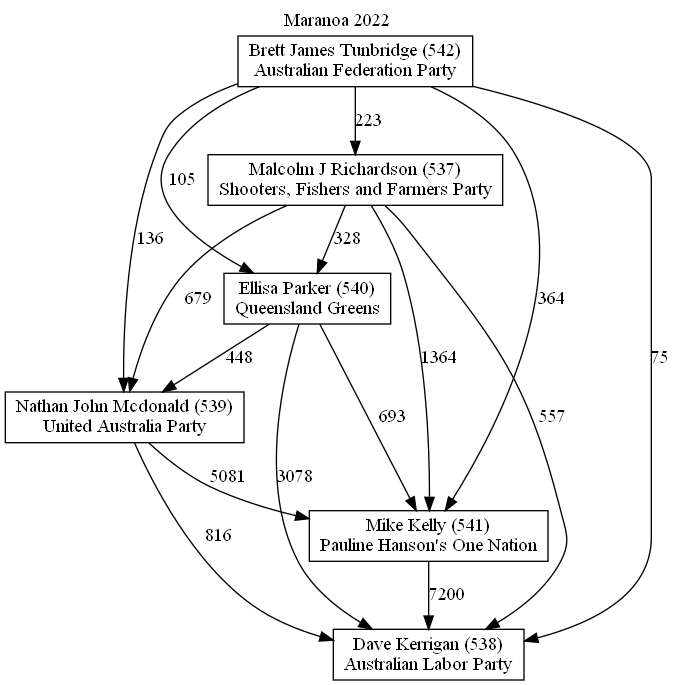 Maranoa 2022
Brett James Tunbridge (542)
Australian Federation Party
223
105
Malcolm J Richardson (537)
Shooters, Fishers and Farmers Party
136
328
679
364
Ellisa Parker (540)
Queensland Greens
448
1364
75
Nathan John Mcdonald (539)
United Australia Party
693
557
5081
3078
816
Mike Kelly (541)
Pauline Hanson's One Nation
7200
Dave Kerrigan (538)
Australian Labor Party